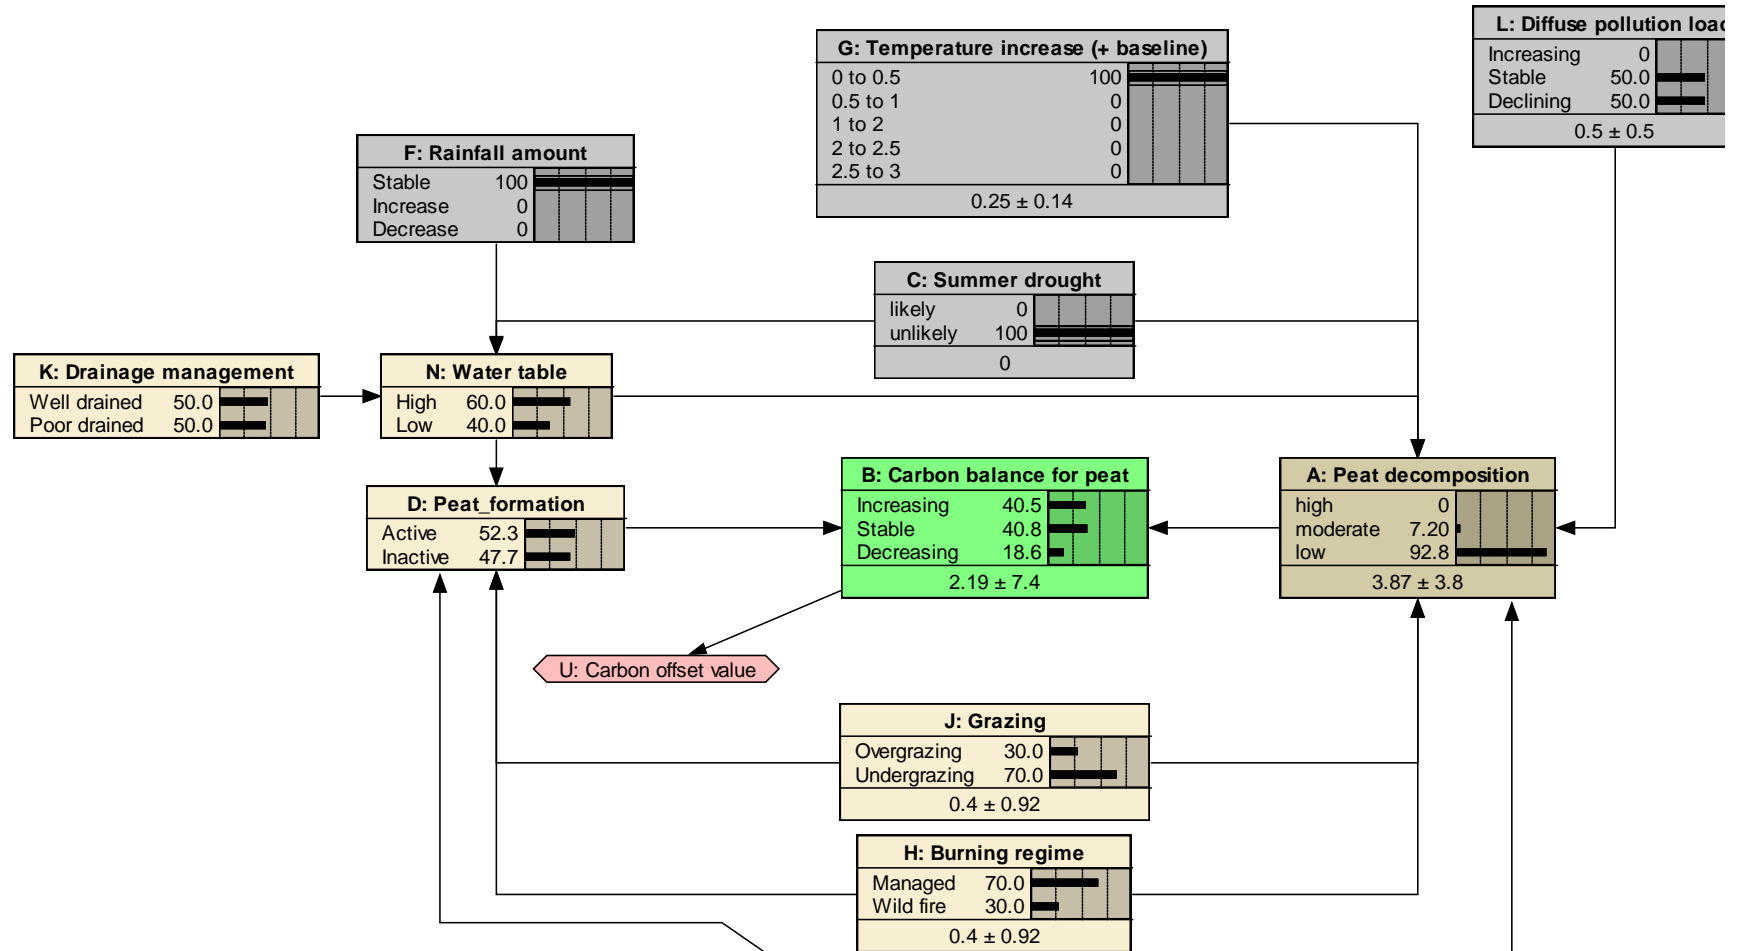 L: Diffuse pollution loac
Increasing 0
Stable 50.0
Declining 50.0
0.5 ± 0.5
G: Temperature increase (+ baseline)
0 to 0.5 100
0.5 to 1 0
1 to 2 0
2 to 2.5 0
2.5 to 3 0
0.25 ± 0.14
F: Rainfall amount
Stable 100
Increase 0
Decrease 0
C: Summer drought
likely 0
unlikely 100
0
K: Drainage management
Well drained 50.0
Poor drained 50.0
N: Water table
High 60.0
Low 40.0
D: Peat_formation
Active 52.3
Inactive 47.7
B: Carbon balance for peat
Increasing 40.5
Stable 40.8
Decreasing 18.6
2.19 ± 7.4
A: Peat decomposition
high 0
moderate 7.20
low 92.8
3.87 ± 3.8
U: Carbon offset value
J: Grazing
Overgrazing 30.0
Undergrazing 70.0
0.4 ± 0.92
H: Burning regime
Managed 70.0
Wild fire 30.0
0.4 ± 0.92